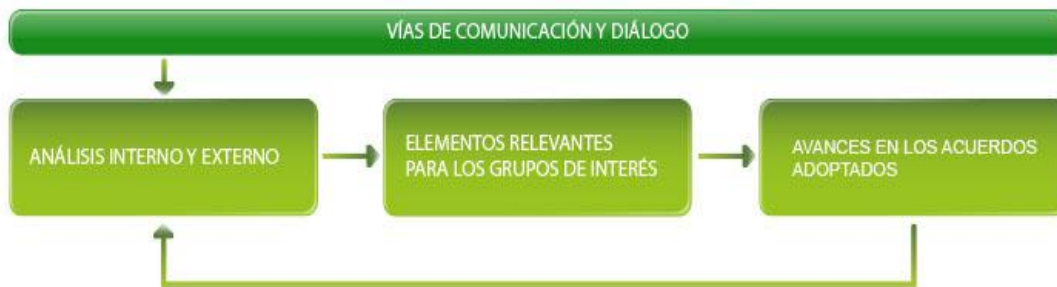 VÍAS DE COMUNICACIÓN Y DIÁLOGO
ANÁLISIS INTERNO Y EXTERNO
ELEMENTOS RELEVANTES
PARA LOS GRUPOS DE INTERÉS
AVANCES EN LOS ACUERDOS
ADOPTADOS